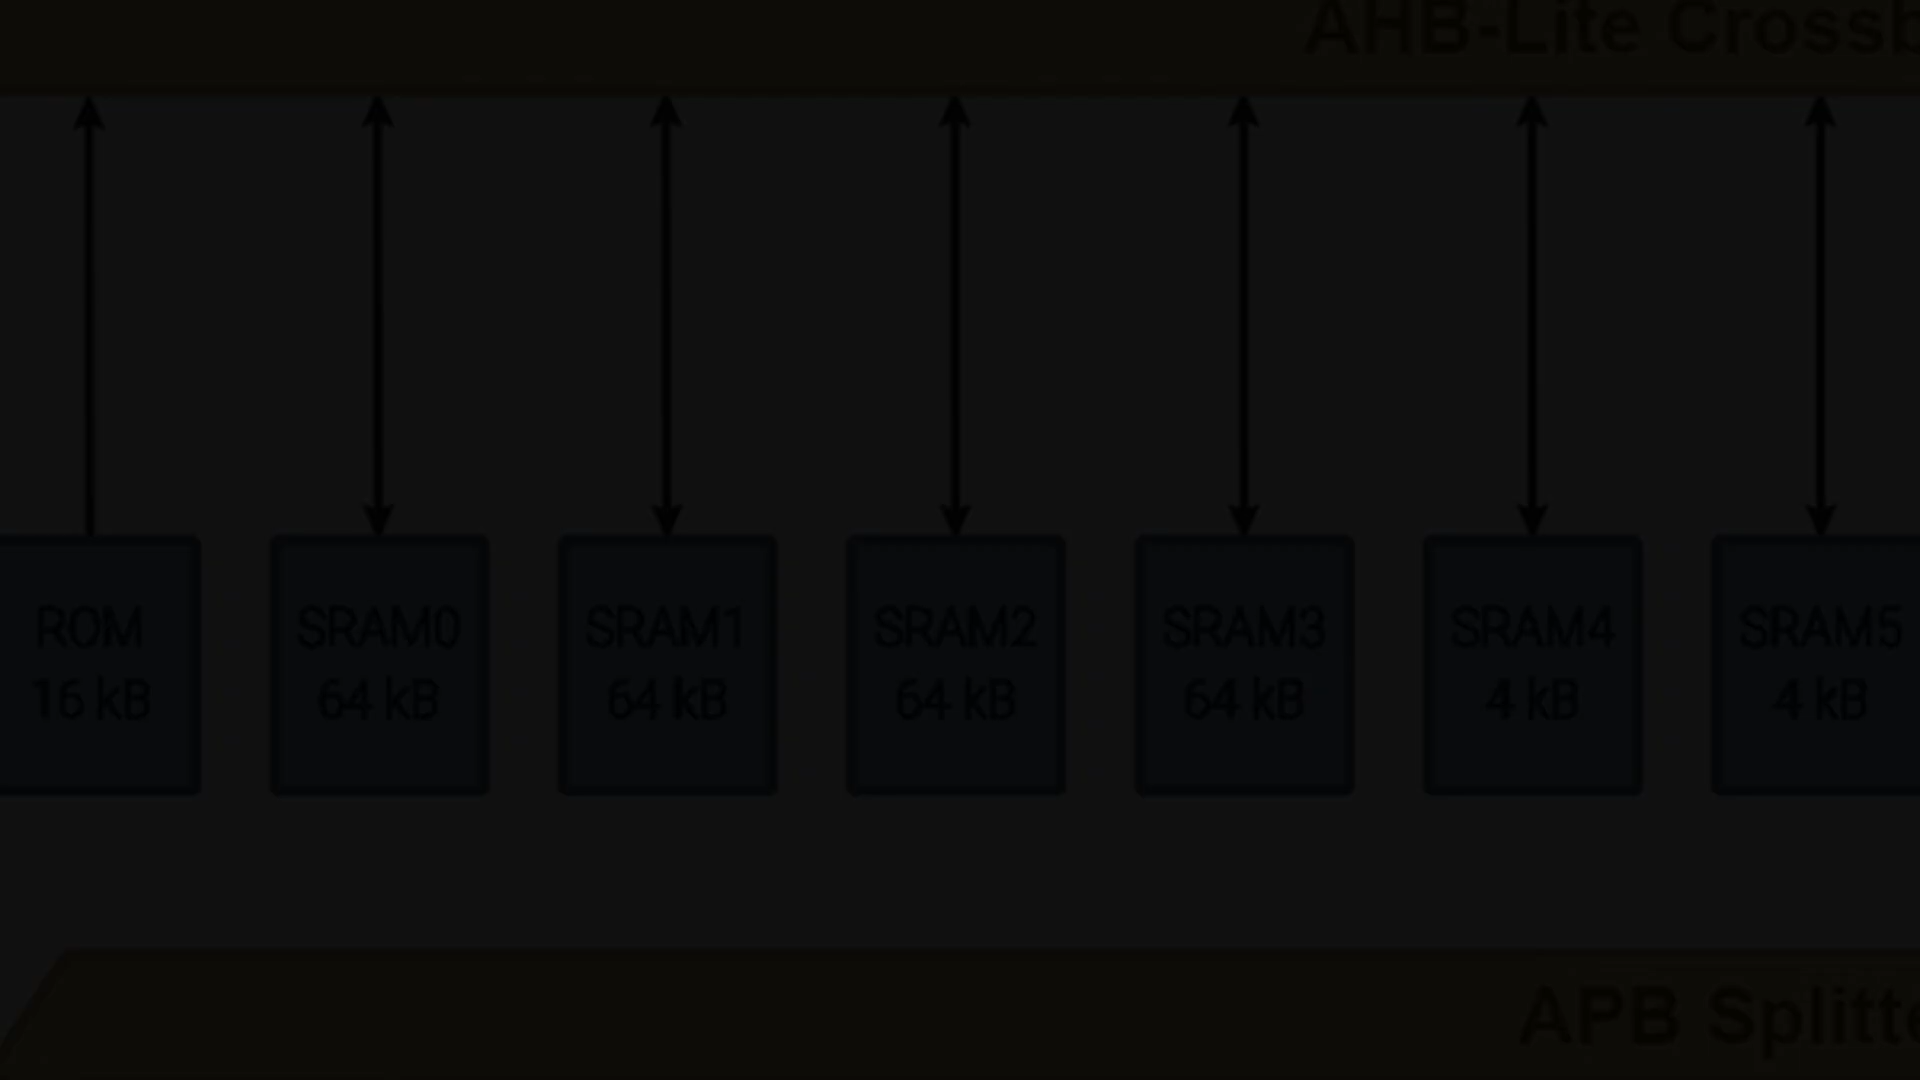 AHB-Lite Crossb
ROM
16 kB
SRAM0
64 kB
SRAM1
64 kB
SRAM2
64 kB
SRAM3
64 kB
SRAM4
4 kB
SRAM5
4 kB
APB Splitte